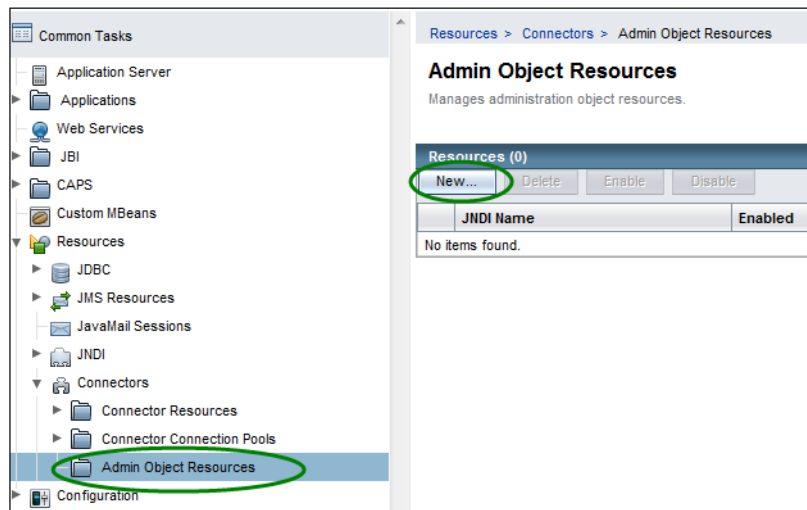 Common Tasks
Application Server
Applications
Web Services
JBI
CAPS
Custom MBeans
Resources
JDBC
JMS Resources
JavaMail Sessions
JNDI
Connectors
Connector Resources
Connector Connection Pools
Admin Object Resources
Configuration
Resources > Connectors > Admin Object Resources
Admin Object Resources
Manages administration object resources.
Resources (0)
New... Delete Enable Disable
JNDI Name Enabled
No items found.